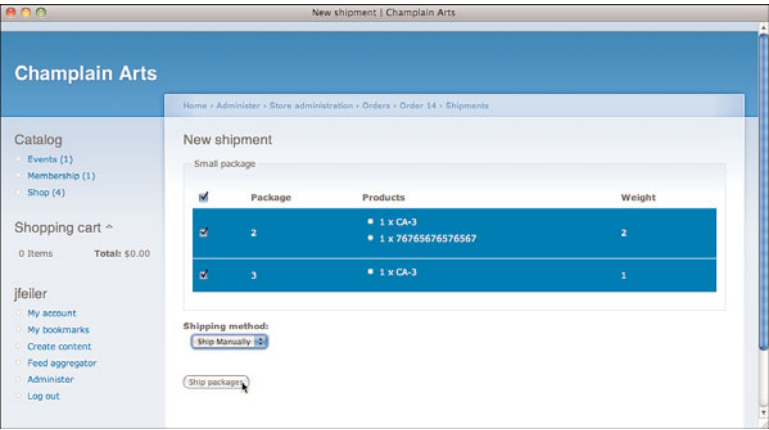 New shipment | Champlain Arts
Champlain Arts
Home › Administer › Store administration › Orders › Order 14 › Shipments
Catalog
Events (1)
Membership (1)
Shop (4)
Shopping cart
0 Items Total: $0.00
jfeiler
My account
My bookmarks
Create content
Feed aggregator
Administer
Log out
New shipment
Small package
Package Products Weight
2 1 x CA-3 2
1 x 76765676576567
3 1 x CA-3 1
Shipping method:
Ship Manually
Ship packages